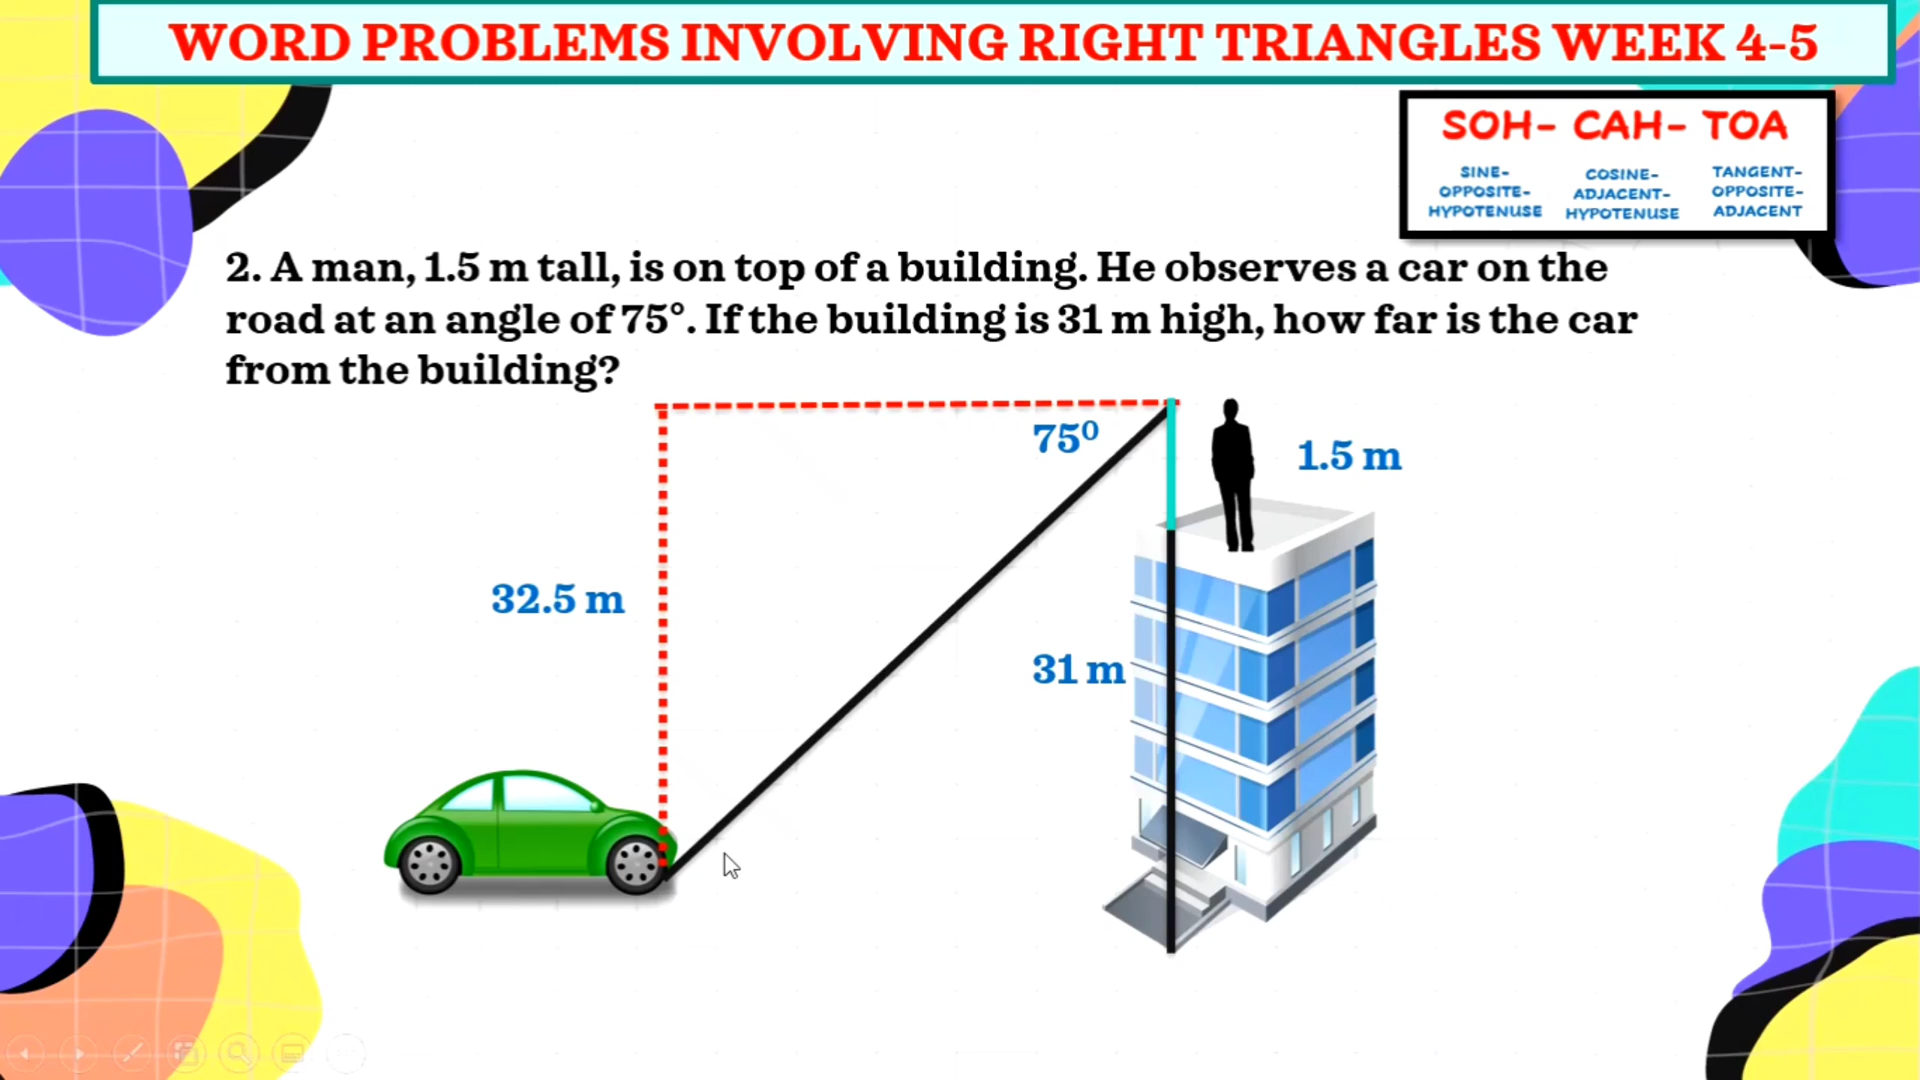 WORD PROBLEMS INVOLVING RIGHT TRIANGLES WEEK 4-5
SOH- CAH- TOA
SINE-
OPPOSITE-
HYPOTENUSE
COSINE-
ADJACENT-
HYPOTENUSE
TANGENT-
OPPOSITE-
ADJACENT
2. A man, 1.5 m tall, is on top of a building. He observes a car on the
road at an angle of 75°. If the building is 31 m high, how far is the car
from the building?
75⁰
1.5 m
32.5 m
31 m